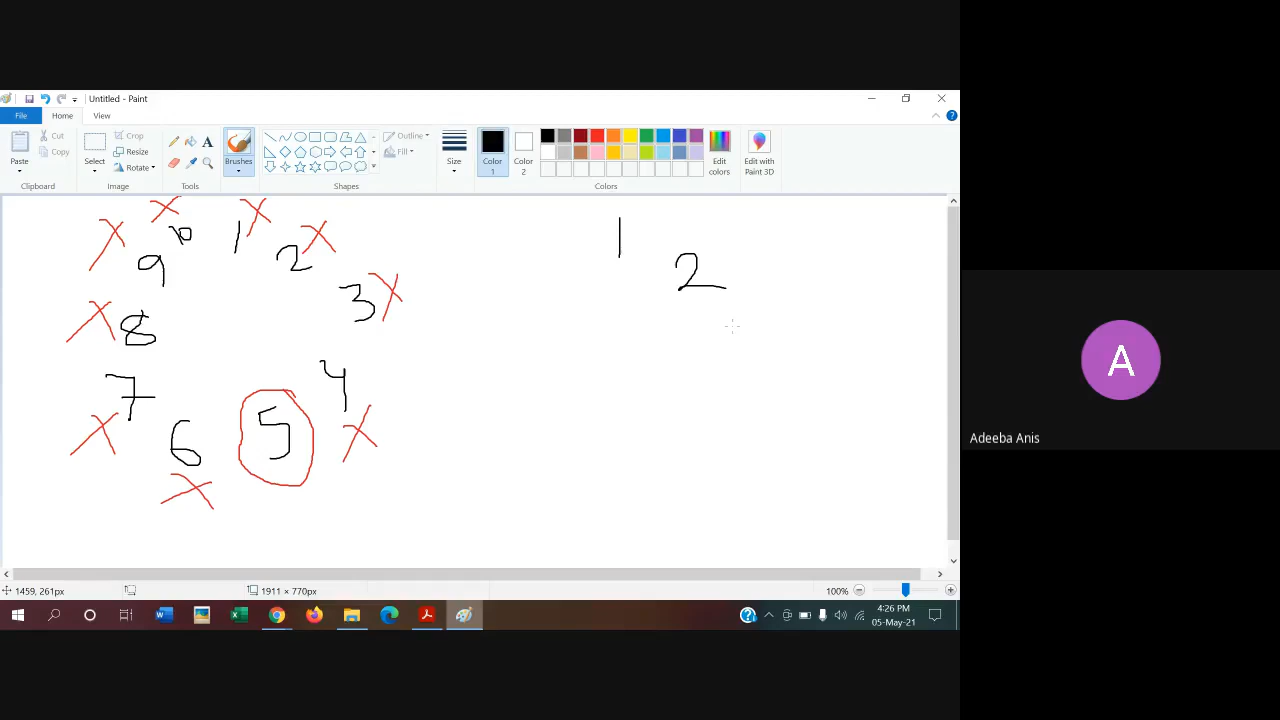 Untitled - Paint
File Home View
Paste
Cut
Copy
Clipboard
Select
Crop
Resize
Rotate
Image
Tools
Brushes
Outline
Fill
Shapes
Size
Color
1
Color
2
Edit
colors
Colors
Edit with
Paint 3D
X X X X
10 1 2
9
3 X
X 8
7 4
X 6 5 X
X
1
2
A
Adeeba Anis
1459, 261px
1911 × 770px
100%
4:26 PM
05-May-21